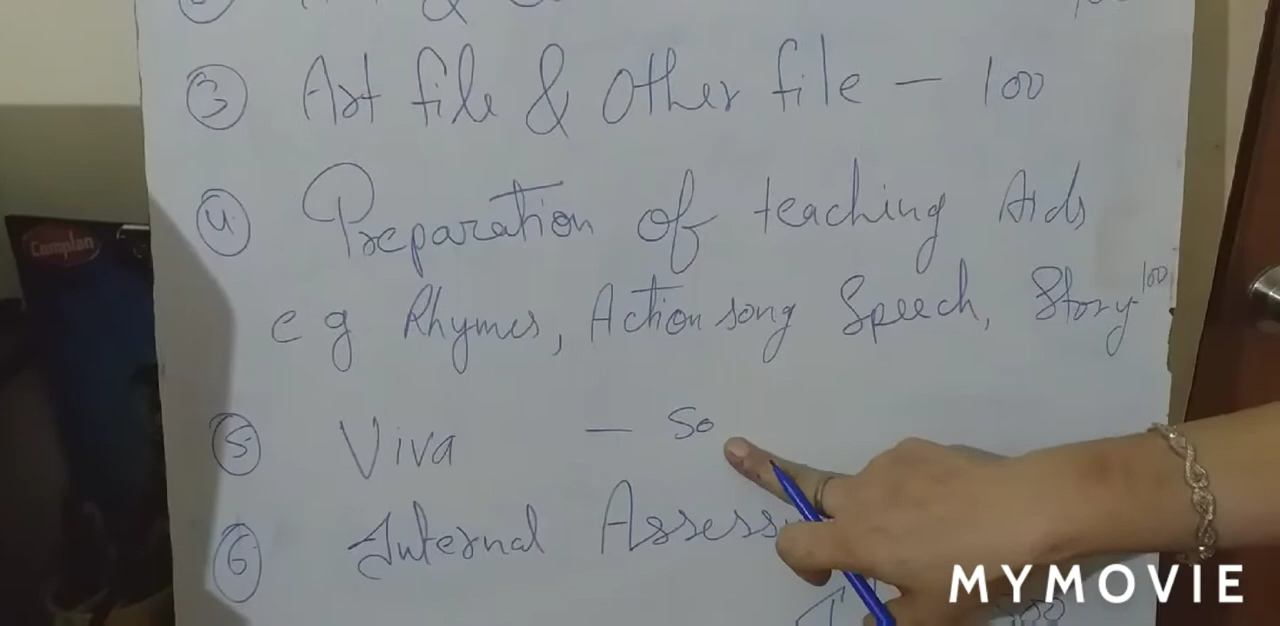 ③ Art file & Other file – 100
④ Preparation of teaching Aids
e g Rhymes, Action song Speech, Story 100
⑤ Viva – 50
⑥ Internal
Complan
MYMOVIE